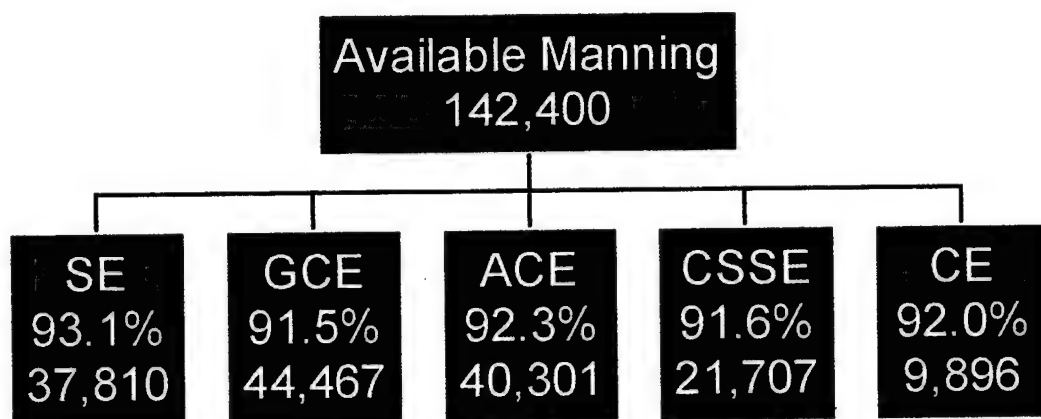 Available Manning
142,400
SE
93.1%
37,810
GCE
91.5%
44,467
ACE
92.3%
40,301
CSSE
91.6%
21,707
CE
92.0%
9,896